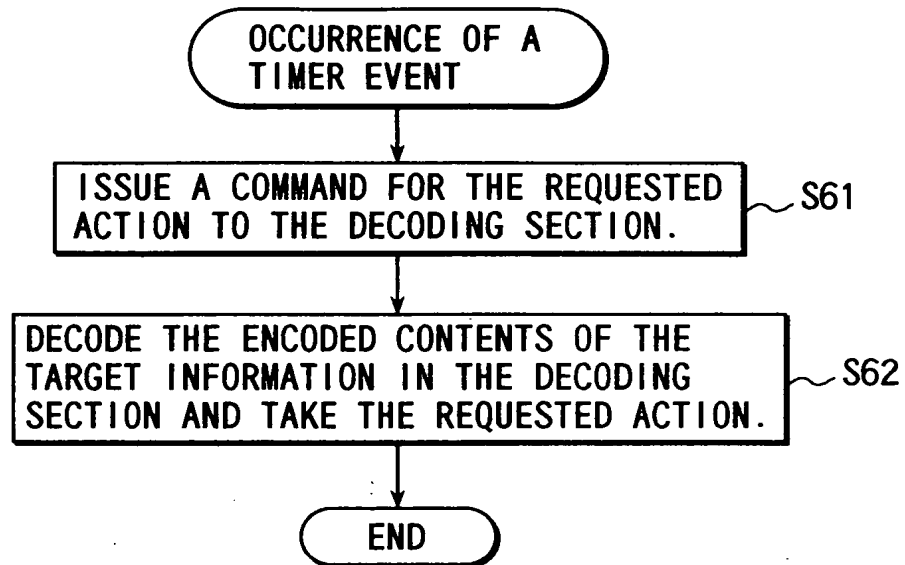 OCCURRENCE OF A
TIMER EVENT
ISSUE A COMMAND FOR THE REQUESTED
ACTION TO THE DECODING SECTION.
S61
DECODE THE ENCODED CONTENTS OF THE
TARGET INFORMATION IN THE DECODING
SECTION AND TAKE THE REQUESTED ACTION.
S62
END